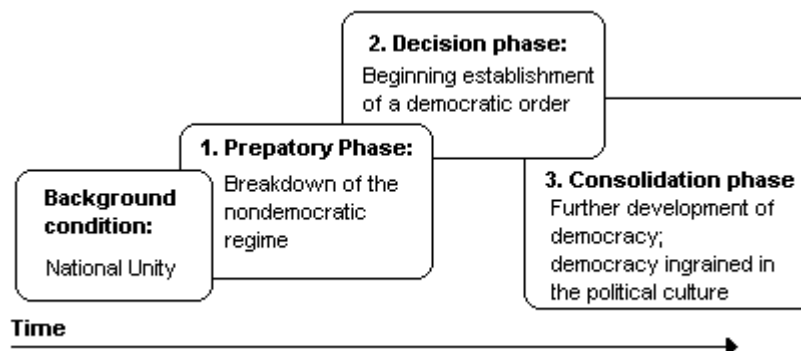 Background
condition:
National Unity
1. Prepatory Phase:
Breakdown of the
nondemocratic
regime
2. Decision phase:
Beginning establishment
of a democratic order
3. Consolidation phase
Further development of
democracy;
democracy ingrained in
the political culture
Time